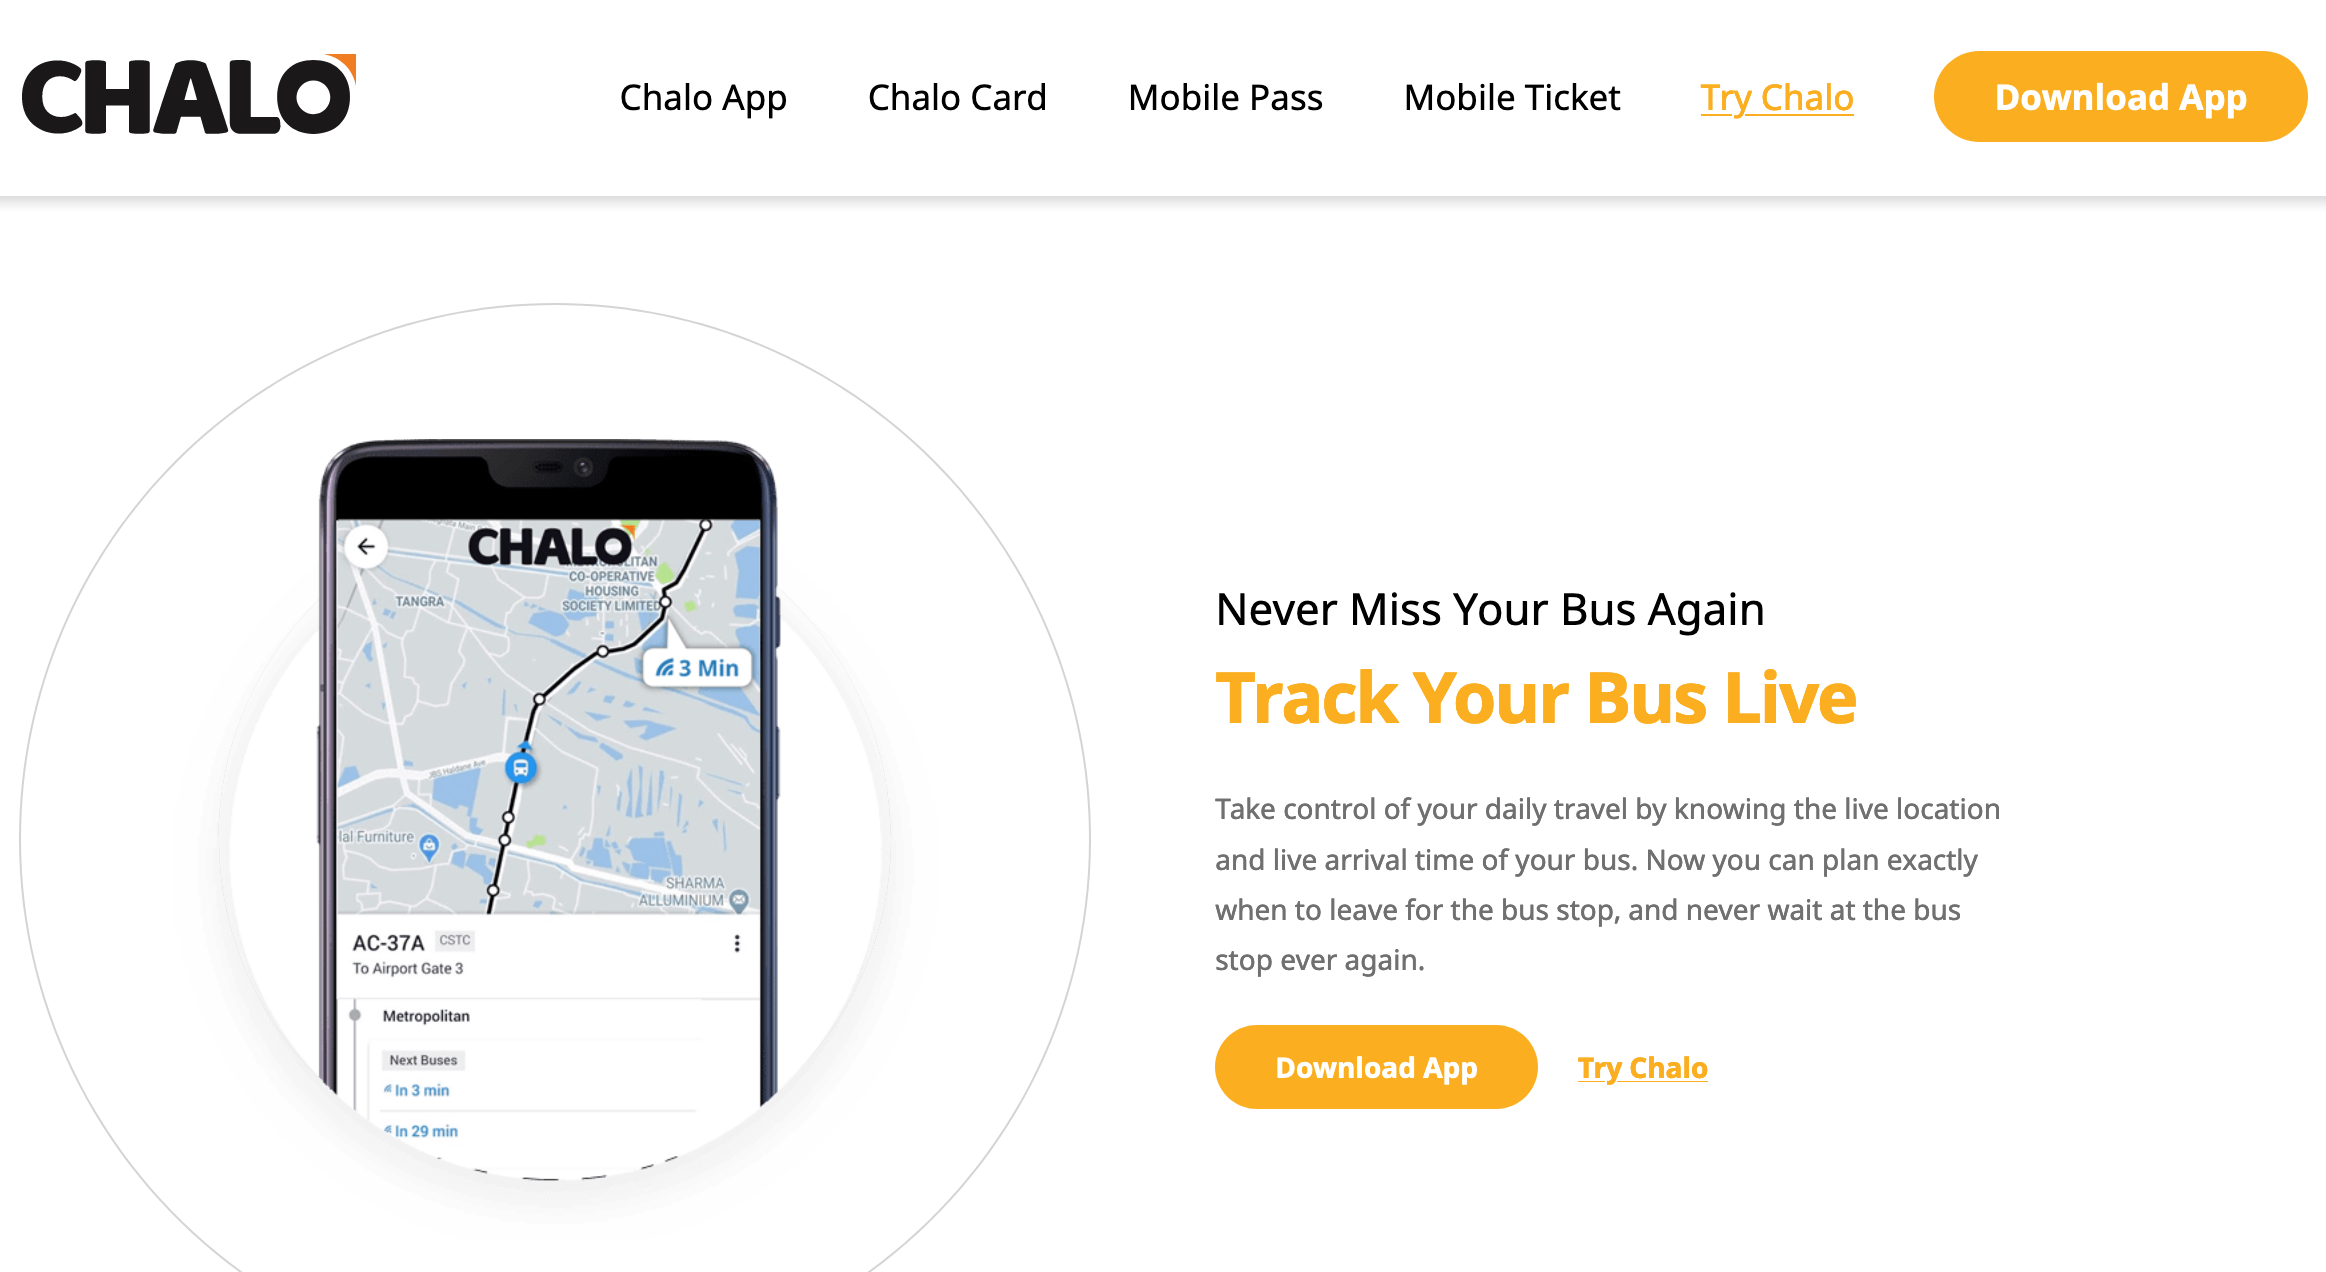 CHALO
Chalo App
Chalo Card
Mobile Pass
Mobile Ticket
Try Chalo
Download App
CHALO
CO-OPERATIVE
HOUSING
SOCIETY LIMITED
TANGRA
3 Min
JBS Haldane Ave
lal Furniture
SHARMA
ALLUMINIUM
AC-37A CSTC
To Airport Gate 3
Metropolitan
Next Buses
In 3 min
In 29 min
Never Miss Your Bus Again
Track Your Bus Live
Take control of your daily travel by knowing the live location
and live arrival time of your bus. Now you can plan exactly
when to leave for the bus stop, and never wait at the bus
stop ever again.
Download App
Try Chalo